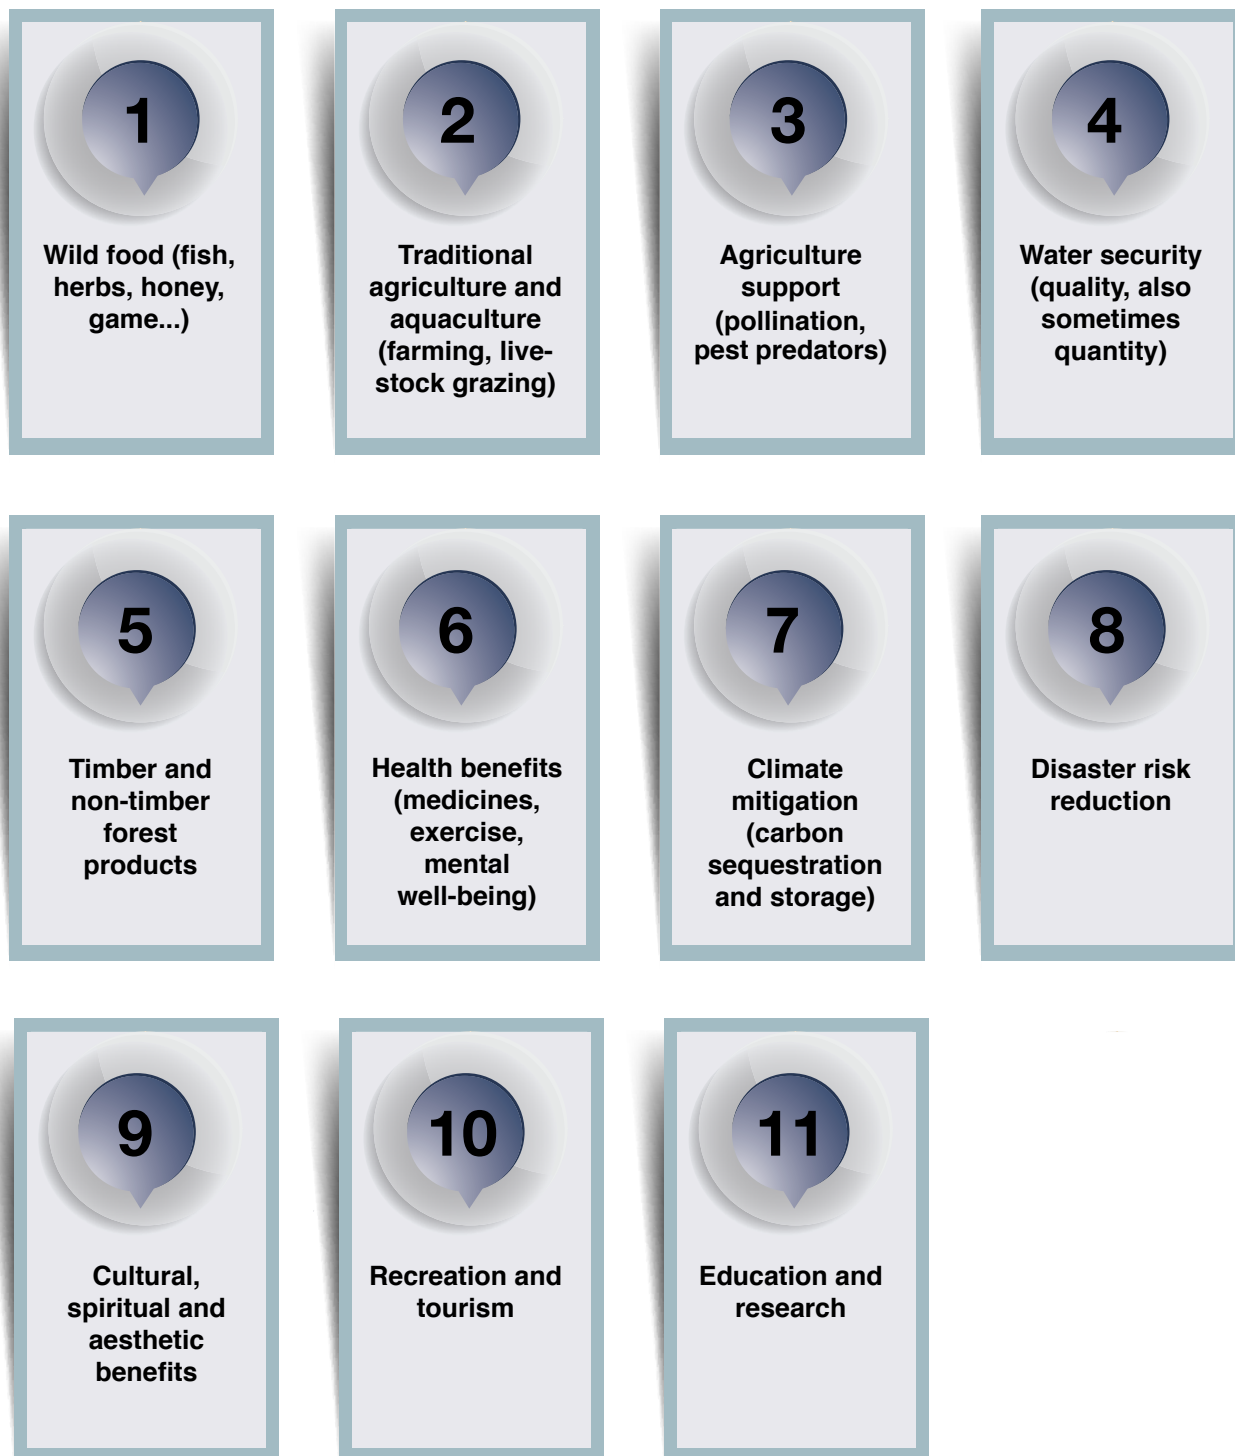 1
Wild food (fish,
herbs, honey,
game...)
2
Traditional
agriculture and
aquaculture
(farming, live-
stock grazing)
3
Agriculture
support
(pollination,
pest predators)
4
Water security
(quality, also
sometimes
quantity)
5
Timber and
non-timber
forest
products
6
Health benefits
(medicines,
exercise,
mental
well-being)
7
Climate
mitigation
(carbon
sequestration
and storage)
8
Disaster risk
reduction
9
Cultural,
spiritual and
aesthetic
benefits
10
Recreation and
tourism
11
Education and
research